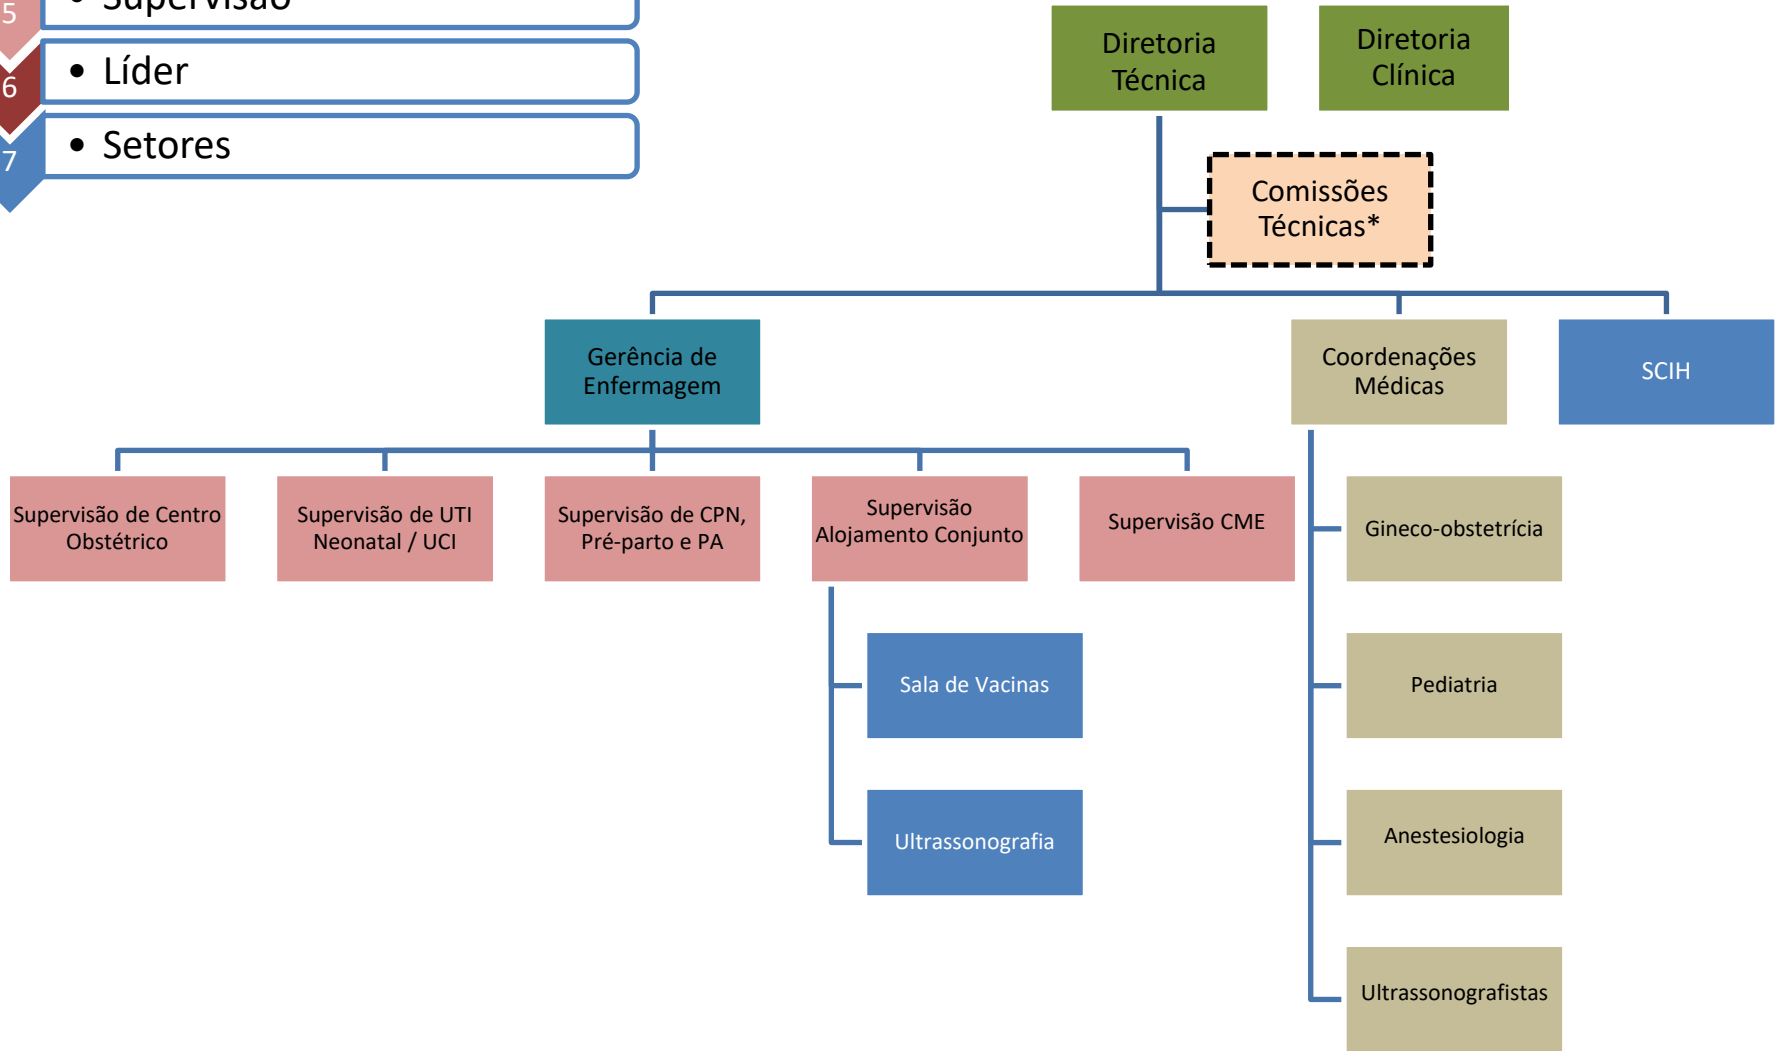 5
• Supervisão
6
• Líder
7
• Setores
Diretoria
Técnica
Diretoria
Clínica
Comissões
Técnicas*
Gerência de
Enfermagem
Coordenações
Médicas
SCIH
Supervisão de Centro
Obstétrico
Supervisão de UTI
Neonatal / UCI
Supervisão de CPN,
Pré-parto e PA
Supervisão
Alojamento Conjunto
Supervisão CME
Gineco-obstetrícia
Sala de Vacinas
Pediatria
Ultrassonografia
Anestesiologia
Ultrassonografistas